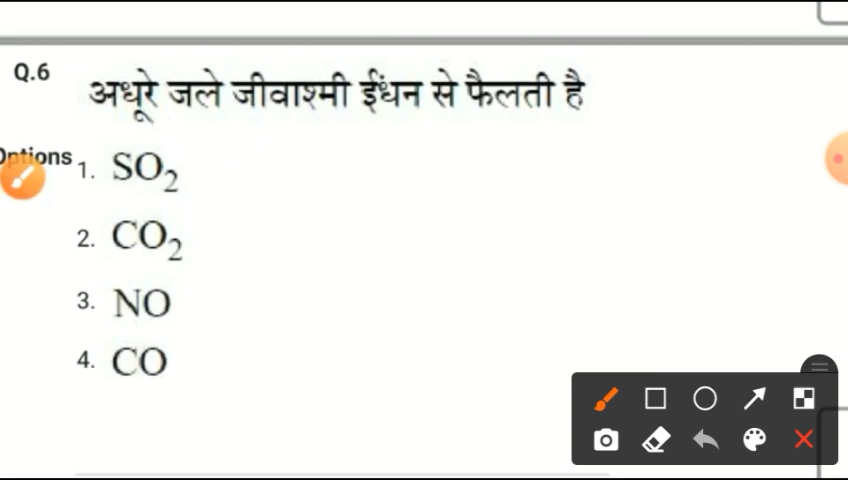 Q.6 अधूरे जले जीवाश्मी ईंधन से फैलती है
Options 1. SO₂
2. CO₂
3. NO
4. CO